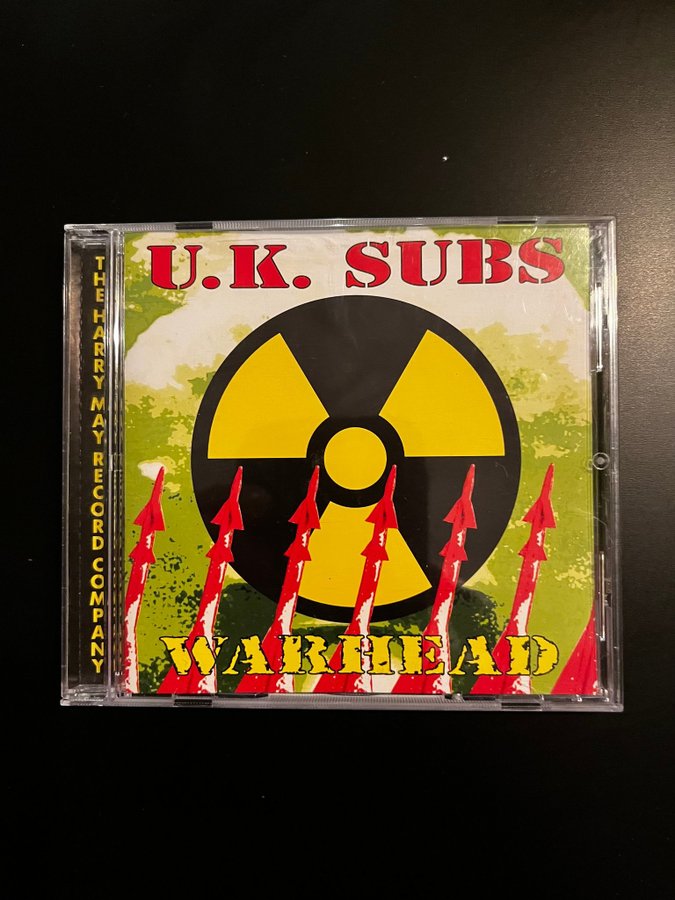 U.K. SUBS
THE HARRY MAY RECORD COMPANY
WARHEAD